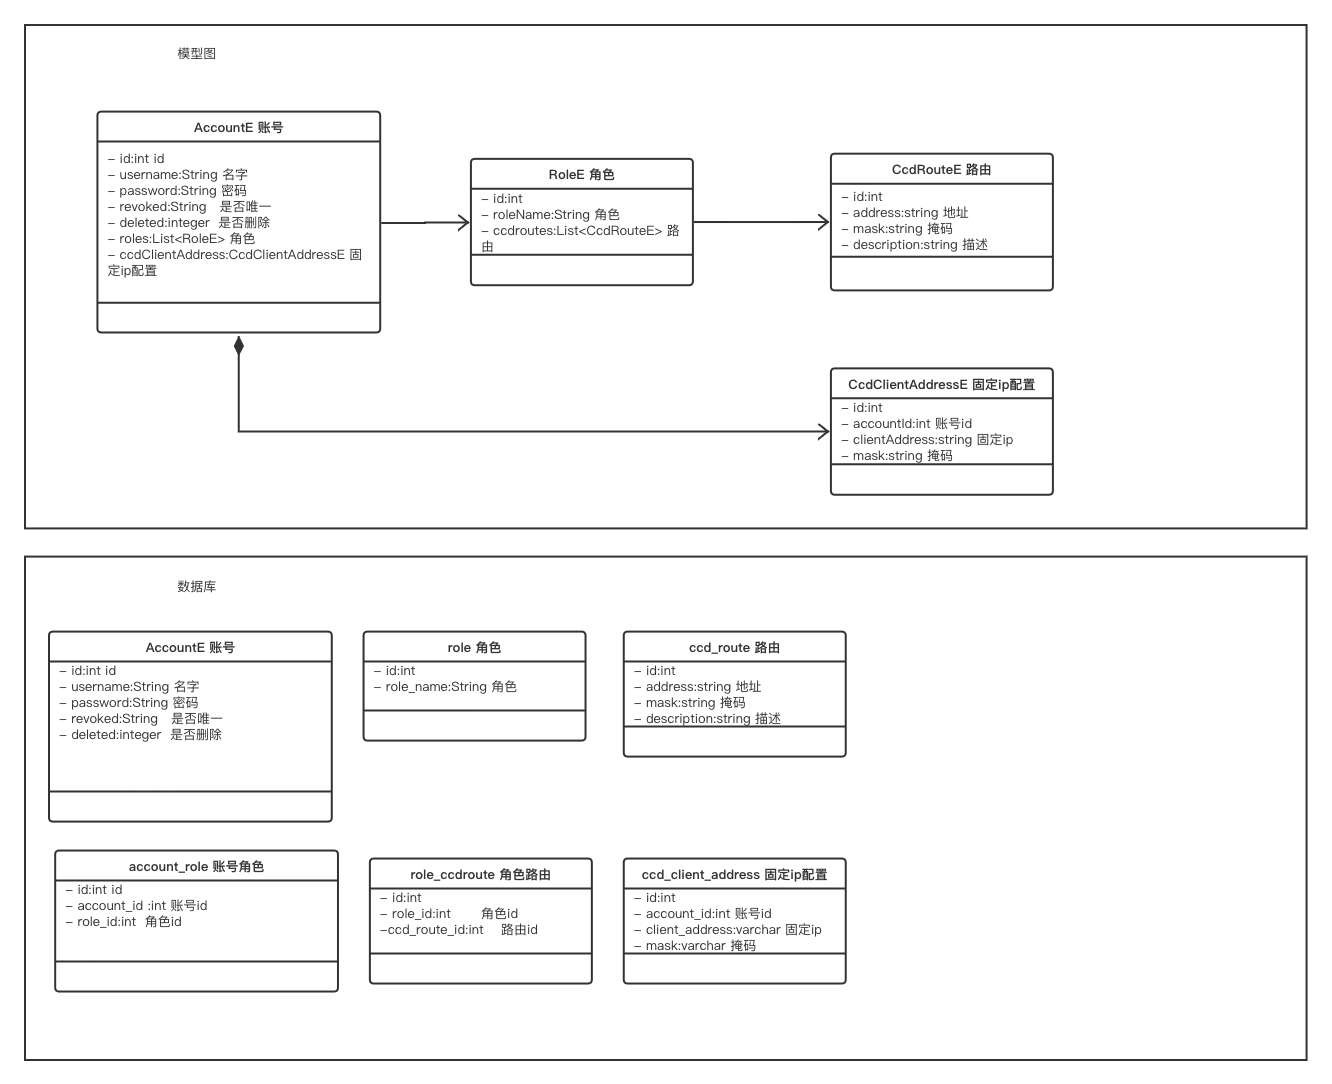 模型图
AccountE 账号
– id:int id
– username:String 名字
– password:String 密码
– revoked:String 是否唯一
– deleted:integer 是否删除
– roles:List<RoleE> 角色
– ccdClientAddress:CcdClientAddressE 固
定ip配置
RoleE 角色
– id:int
– roleName:String 角色
– ccdroutes:List<CcdRouteE> 路
由
CcdRouteE 路由
– id:int
– address:string 地址
– mask:string 掩码
– description:string 描述
CcdClientAddressE 固定ip配置
– id:int
– accountId:int 账号id
– clientAddress:string 固定ip
– mask:string 掩码
数据库
AccountE 账号
– id:int id
– username:String 名字
– password:String 密码
– revoked:String 是否唯一
– deleted:integer 是否删除
role 角色
– id:int
– role_name:String 角色
ccd_route 路由
– id:int
– address:string 地址
– mask:string 掩码
– description:string 描述
account_role 账号角色
– id:int id
– account_id :int 账号id
– role_id:int 角色id
role_ccdroute 角色路由
– id:int
– role_id:int 角色id
–ccd_route_id:int 路由id
ccd_client_address 固定ip配置
– id:int
– account_id:int 账号id
– client_address:varchar 固定ip
– mask:varchar 掩码